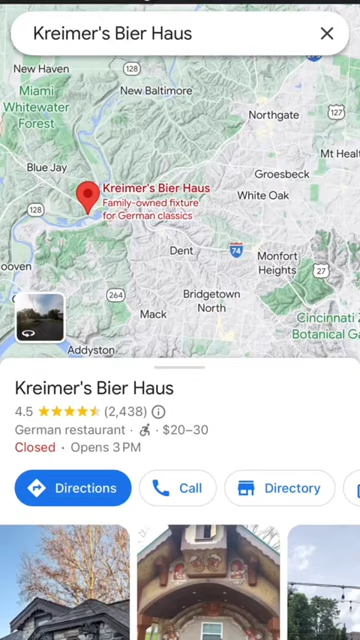 Kreimer's Bier Haus
New Haven
128
Miami
Whitewater
Forest
New Baltimore
Northgate
127
Mt Heal
Blue Jay
Groesbeck
White Oak
Kreimer's Bier Haus
Family-owned fixture
for German classics
128
Dent
74
Monfort
Heights
27
ooven
264
Bridgetown
North
Mack
Cincinnati Z
Botanical Ga
Addyston
Kreimer's Bier Haus
4.5 (2,438)
German restaurant · · $20–30
Closed · Opens 3 PM
Directions
Call
Directory